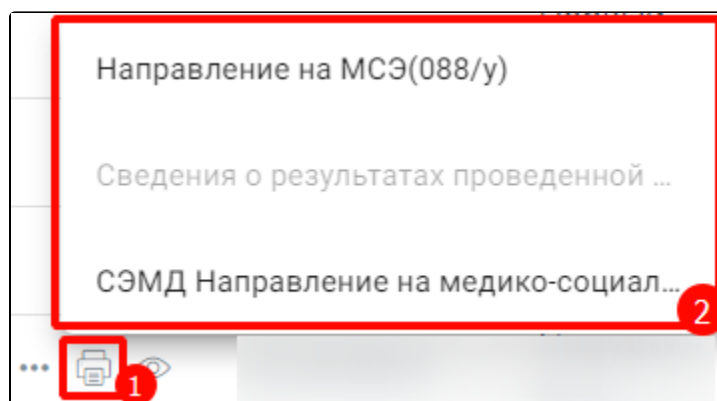 Направление на МСЭ(088/у)
Сведения о результатах проведенной ...
СЭМД Направление на медико-социал...
2
1